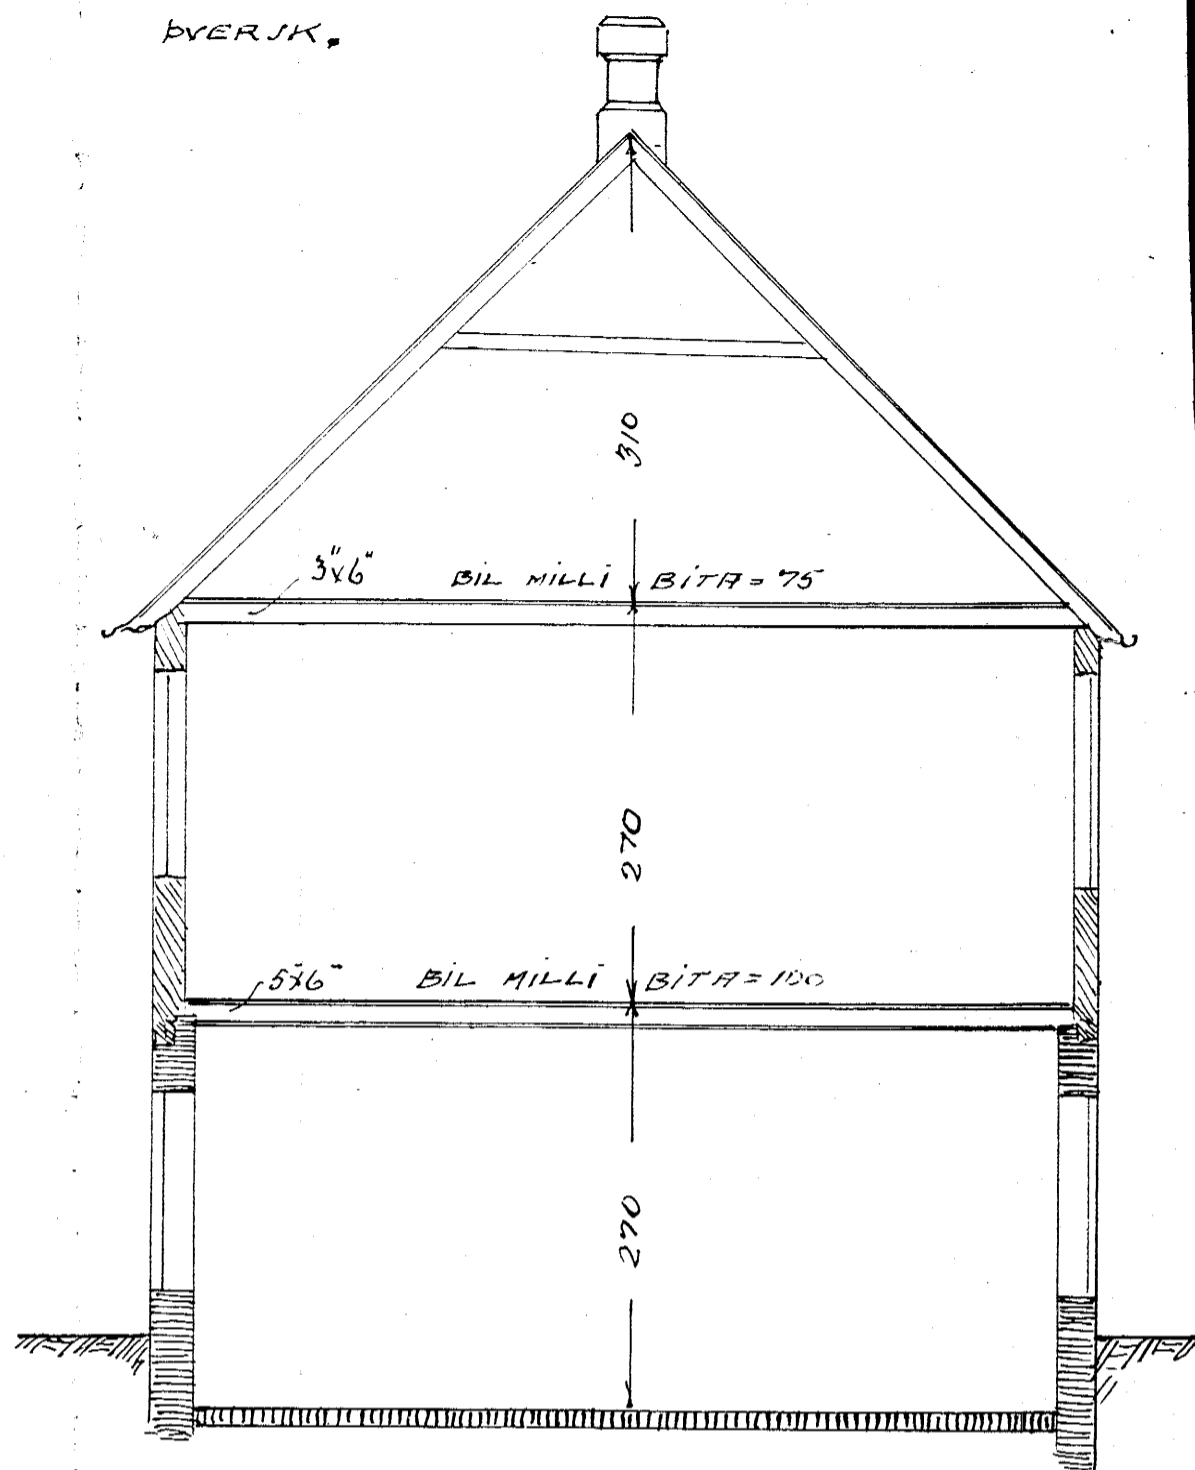 ÞVERSK.
310
3"x6" BIL MILLI BITA = 75
270
5"x6" BIL MILLI BITA = 100
270